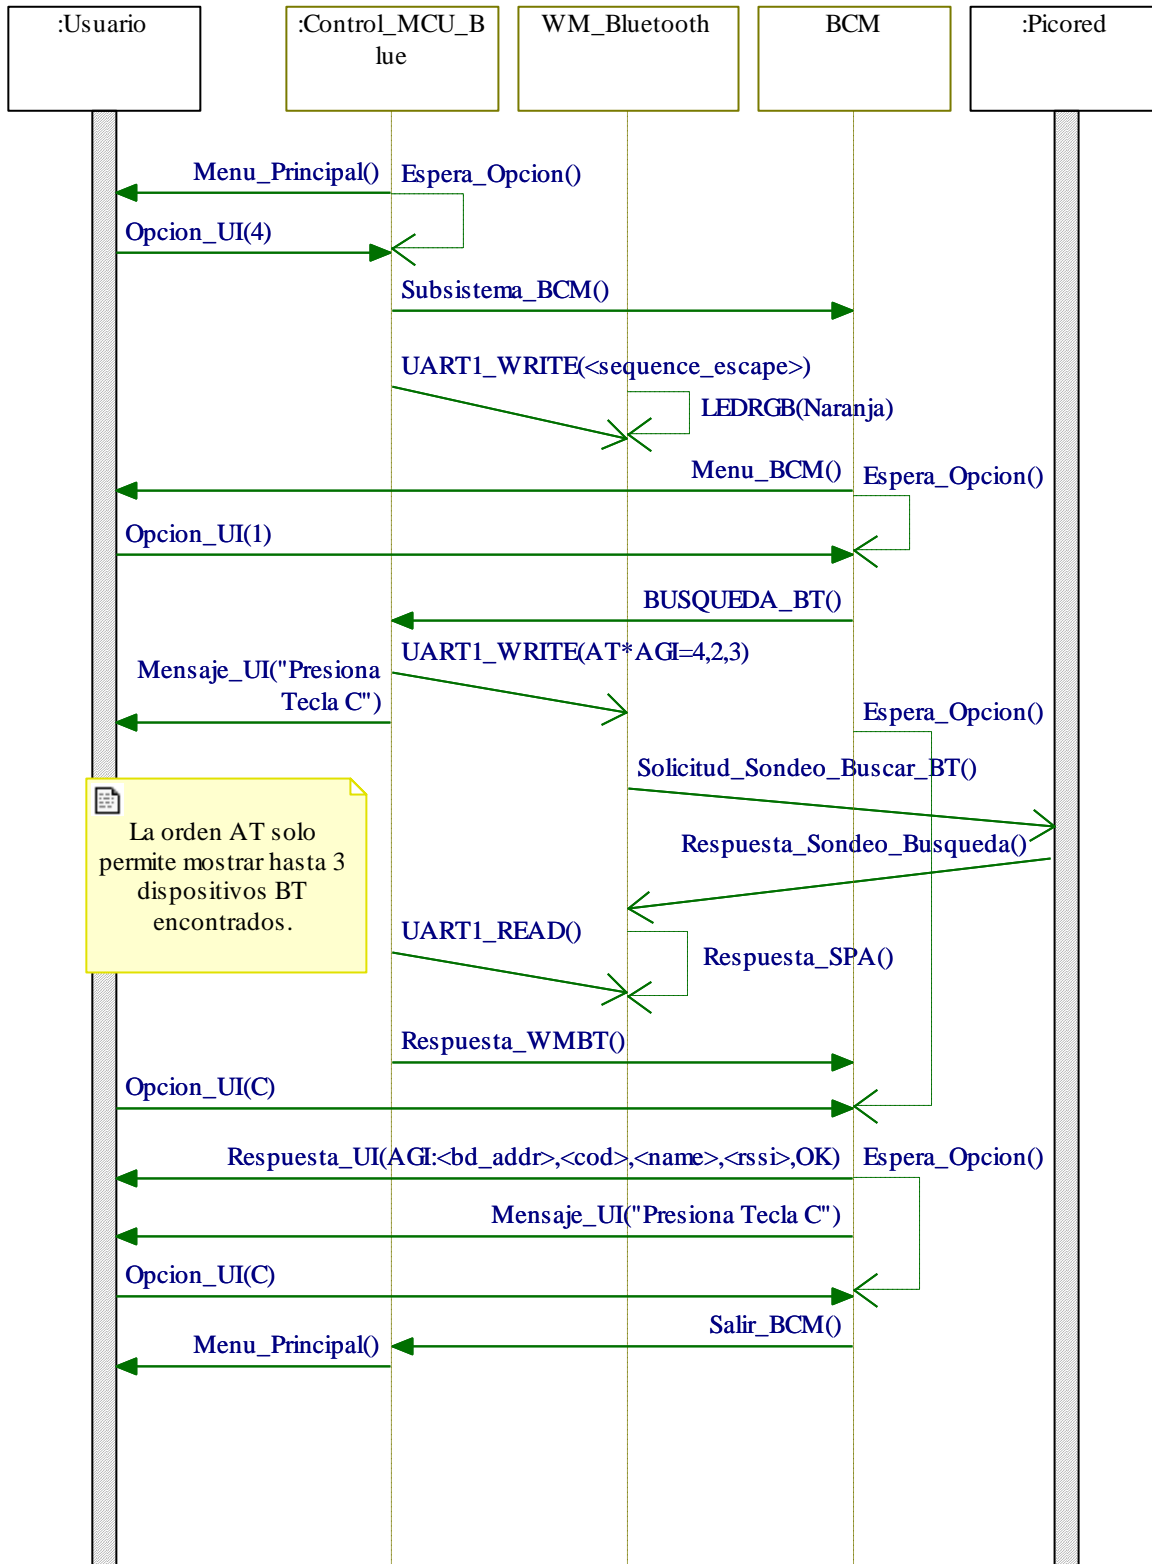 :Usuario
:Control_MCU_B
lue
WM_Bluetooth
BCM
:Picored
Menu_Principal()
Espera_Opcion()
Opcion_UI(4)
Subsistema_BCM()
UART1_WRITE(<sequence_escape>)
LEDRGB(Naranja)
Menu_BCM()
Espera_Opcion()
Opcion_UI(1)
BUSQUEDA_BT()
UART1_WRITE(AT*AGI=4,2,3)
Mensaje_UI("Presiona
Tecla C")
Espera_Opcion()
Solicitud_Sondeo_Buscar_BT()
La orden AT solo
permite mostrar hasta 3
dispositivos BT
encontrados.
Respuesta_Sondeo_Busqueda()
UART1_READ()
Respuesta_SPA()
Respuesta_WMBT()
Opcion_UI(C)
Respuesta_UI(AGI:<bd_addr>,<cod>,<name>,<rssi>,OK)
Espera_Opcion()
Mensaje_UI("Presiona Tecla C")
Opcion_UI(C)
Salir_BCM()
Menu_Principal()